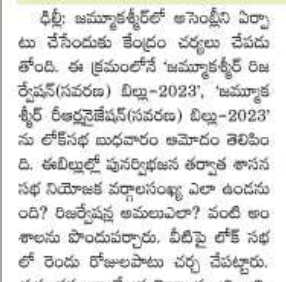 ఢిల్లీ: జమ్మూకశ్మీర్‌లో అసెంబ్లీని ఏర్పా
టు చేసేందుకు కేంద్రం చర్యలు చేపడు
తోంది. ఈ క్రమంలోనే 'జమ్మూకశ్మీర్ రిజ
ర్వేషన్(సవరణ) బిల్లు-2023', 'జమ్మూక
శ్మీర్ రీఆర్గనైజేషన్(సవరణ) బిల్లు-2023'
ను లోక్‌సభ బుధవారం ఆమోదం తెలిపిం
ది. ఈబిల్లుల్లో పునర్విభజన తర్వాత శాసన
సభ నియోజక వర్గాలసంఖ్య ఎలా ఉండను
ంది? రిజర్వేషన్ల అమలుఎలా? వంటి అం
శాలను పొందుపర్చారు. వీటిపై లోక్ సభ
లో రెండు రోజులపాటు చర్చ చేపట్టారు.